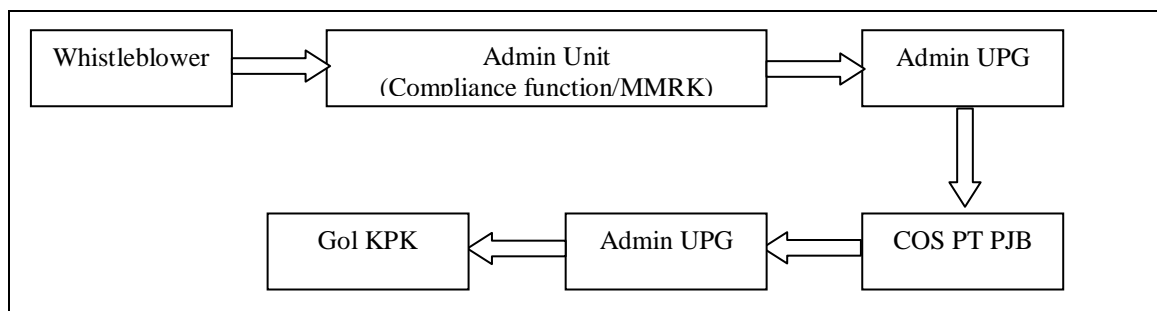 Whistleblower
Admin Unit
(Compliance function/MMRK)
Admin UPG
COS PT PJB
Admin UPG
Gol KPK